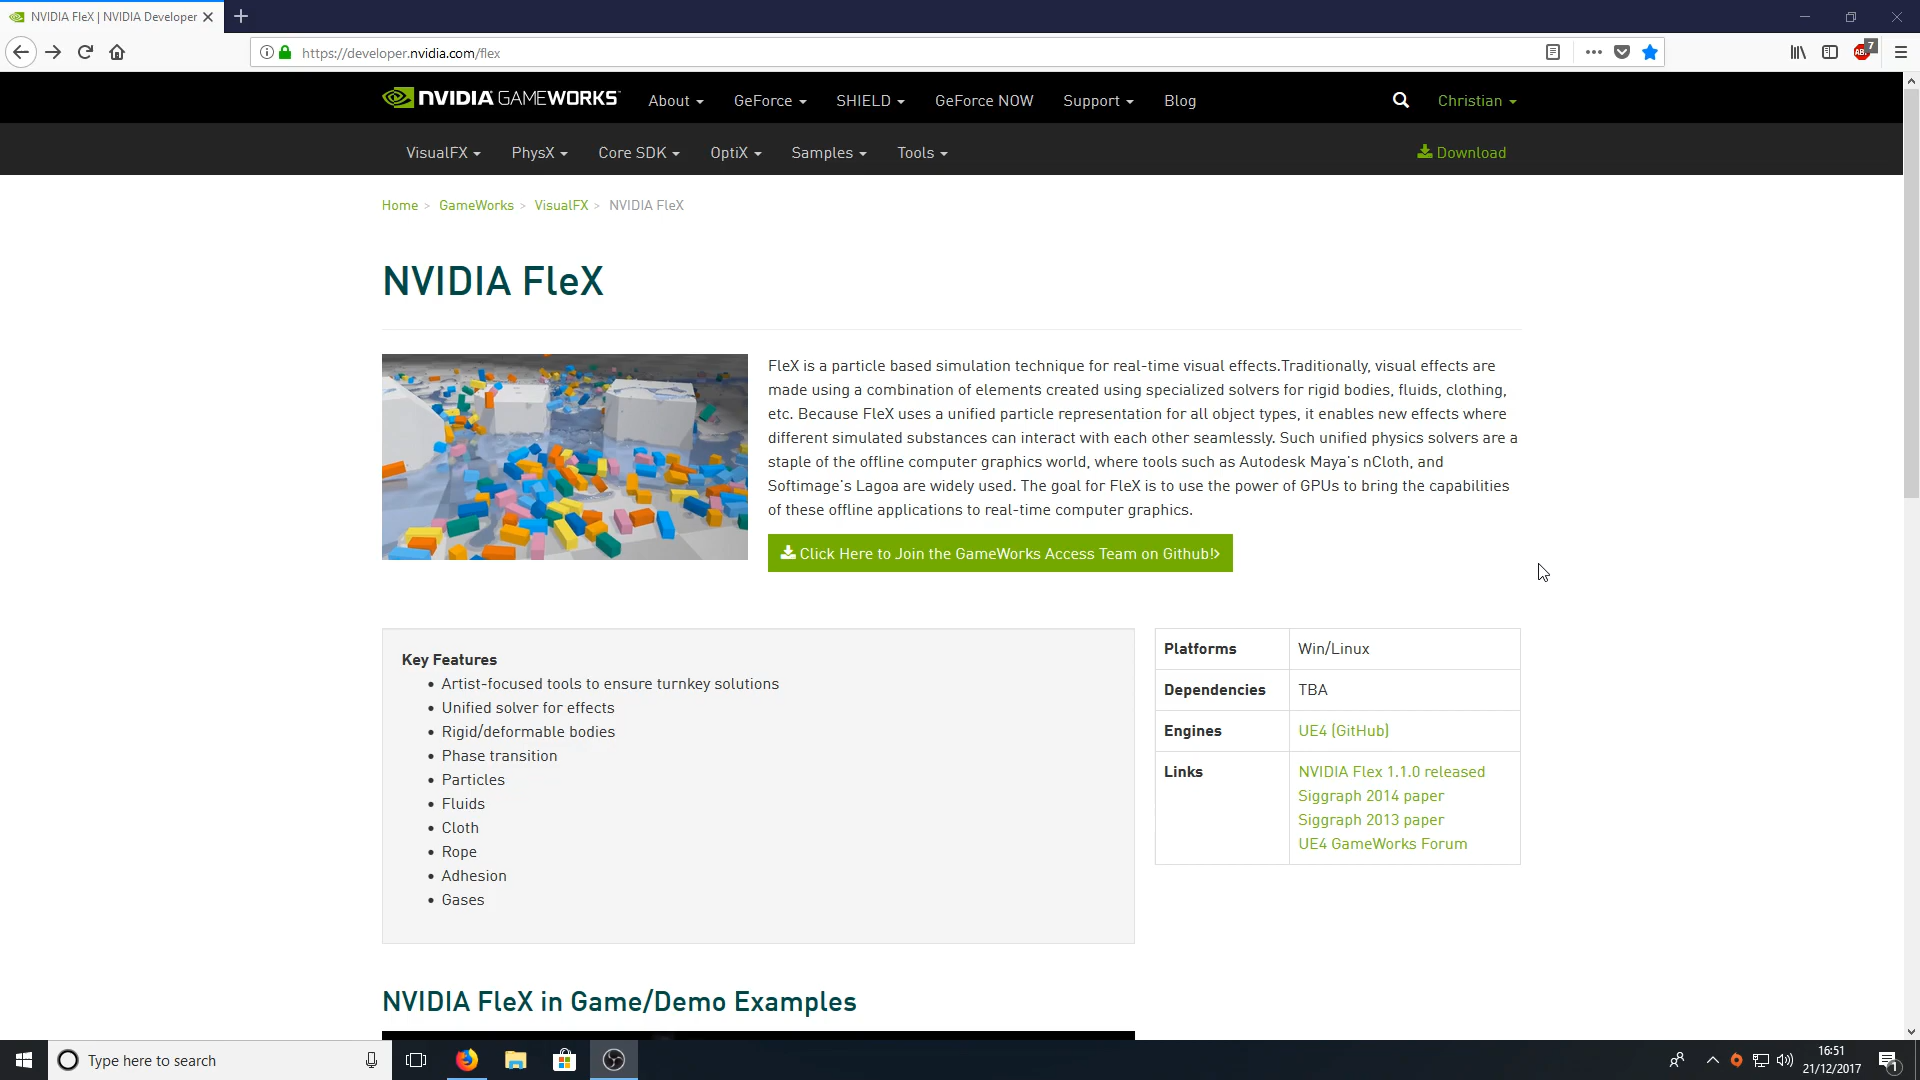 NVIDIA FleX | NVIDIA Developer
https://developer.nvidia.com/flex
ABP
7
NVIDIA GAMEWORKS About GeForce SHIELD GeForce NOW Support Blog Christian
VisualFX PhysX Core SDK OptiX Samples Tools Download
Home > GameWorks > VisualFX > NVIDIA FleX
NVIDIA FleX
FleX is a particle based simulation technique for real-time visual effects.Traditionally, visual effects are
made using a combination of elements created using specialized solvers for rigid bodies, fluids, clothing,
etc. Because FleX uses a unified particle representation for all object types, it enables new effects where
different simulated substances can interact with each other seamlessly. Such unified physics solvers are a
staple of the offline computer graphics world, where tools such as Autodesk Maya's nCloth, and
Softimage's Lagoa are widely used. The goal for FleX is to use the power of GPUs to bring the capabilities
of these offline applications to real-time computer graphics.
Click Here to Join the GameWorks Access Team on Github!>
Key Features
• Artist-focused tools to ensure turnkey solutions
• Unified solver for effects
• Rigid/deformable bodies
• Phase transition
• Particles
• Fluids
• Cloth
• Rope
• Adhesion
• Gases
Platforms Win/Linux
Dependencies TBA
Engines UE4 (GitHub)
Links NVIDIA Flex 1.1.0 released
Siggraph 2014 paper
Siggraph 2013 paper
UE4 GameWorks Forum
NVIDIA FleX in Game/Demo Examples
Type here to search
16:51
21/12/2017
1